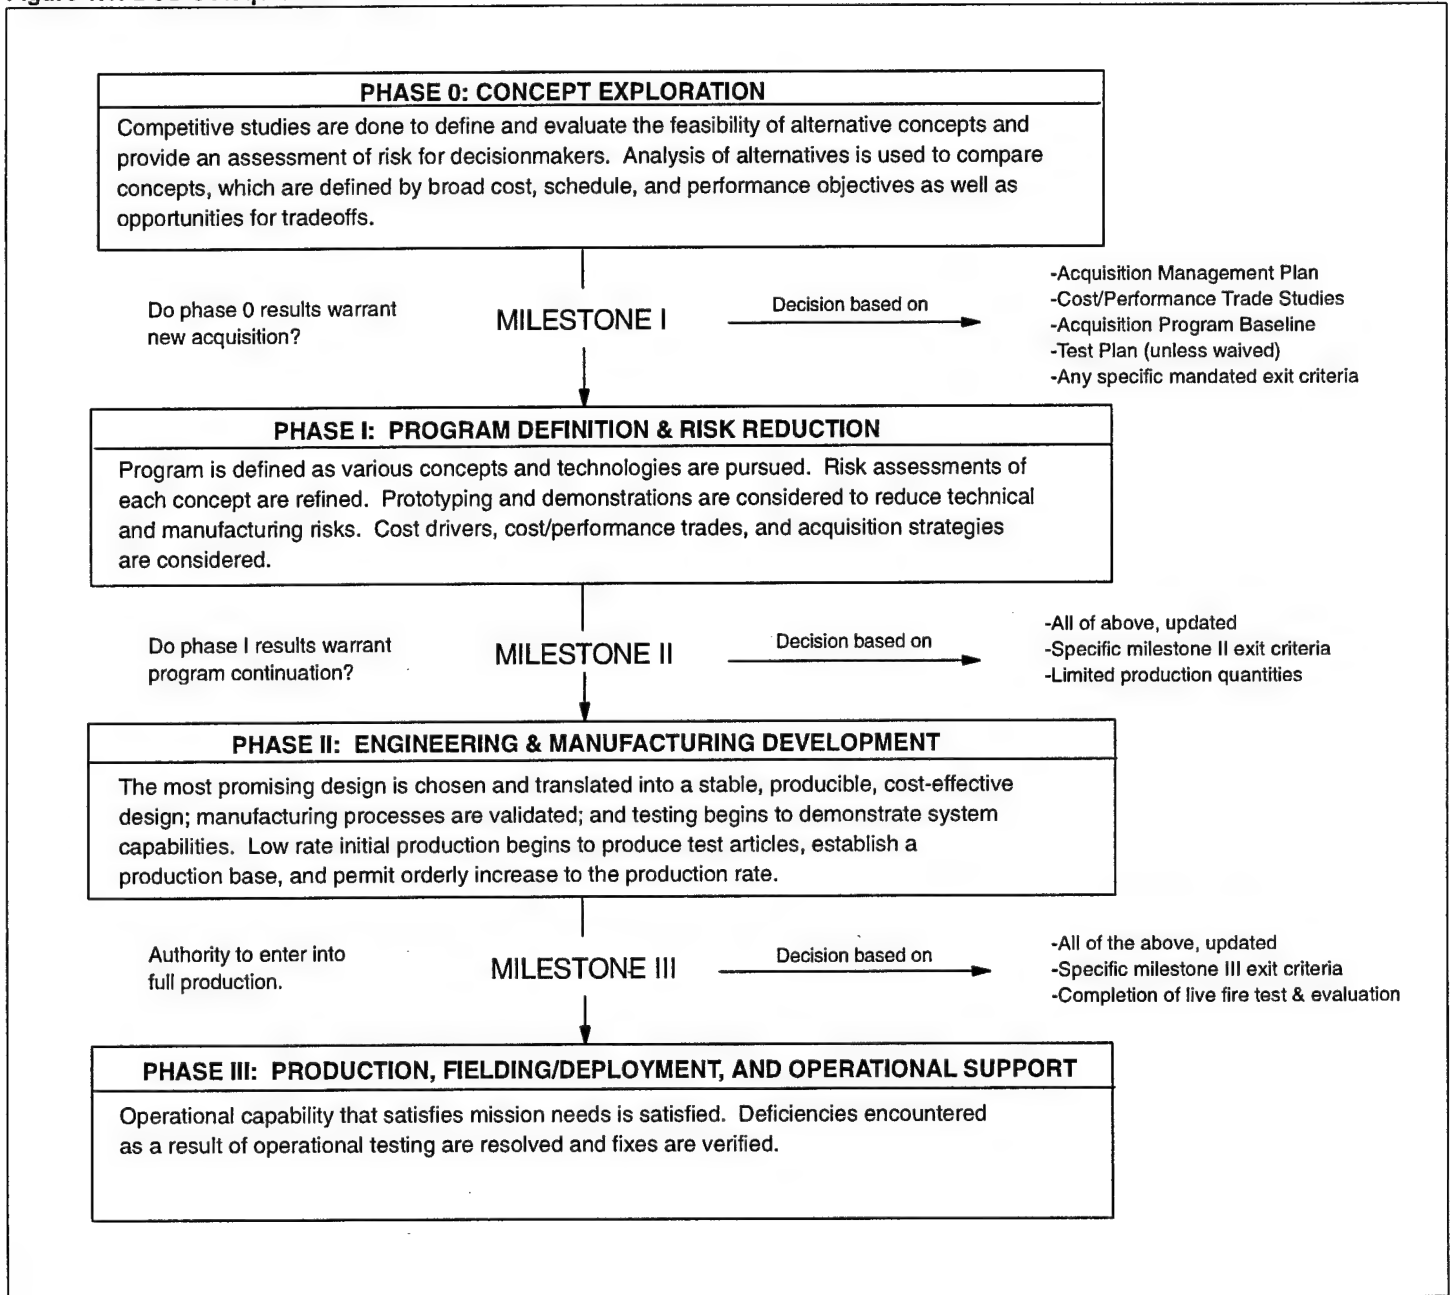 PHASE 0: CONCEPT EXPLORATION
Competitive studies are done to define and evaluate the feasibility of alternative concepts and
provide an assessment of risk for decisionmakers. Analysis of alternatives is used to compare
concepts, which are defined by broad cost, schedule, and performance objectives as well as
opportunities for tradeoffs.
Do phase 0 results warrant
new acquisition?
MILESTONE I
Decision based on
-Acquisition Management Plan
-Cost/Performance Trade Studies
-Acquisition Program Baseline
-Test Plan (unless waived)
-Any specific mandated exit criteria
PHASE I: PROGRAM DEFINITION & RISK REDUCTION
Program is defined as various concepts and technologies are pursued. Risk assessments of
each concept are refined. Prototyping and demonstrations are considered to reduce technical
and manufacturing risks. Cost drivers, cost/performance trades, and acquisition strategies
are considered.
Do phase I results warrant
program continuation?
MILESTONE II
Decision based on
-All of above, updated
-Specific milestone II exit criteria
-Limited production quantities
PHASE II: ENGINEERING & MANUFACTURING DEVELOPMENT
The most promising design is chosen and translated into a stable, producible, cost-effective
design; manufacturing processes are validated; and testing begins to demonstrate system
capabilities. Low rate initial production begins to produce test articles, establish a
production base, and permit orderly increase to the production rate.
Authority to enter into
full production.
MILESTONE III
Decision based on
-All of the above, updated
-Specific milestone III exit criteria
-Completion of live fire test & evaluation
PHASE III: PRODUCTION, FIELDING/DEPLOYMENT, AND OPERATIONAL SUPPORT
Operational capability that satisfies mission needs is satisfied. Deficiencies encountered
as a result of operational testing are resolved and fixes are verified.